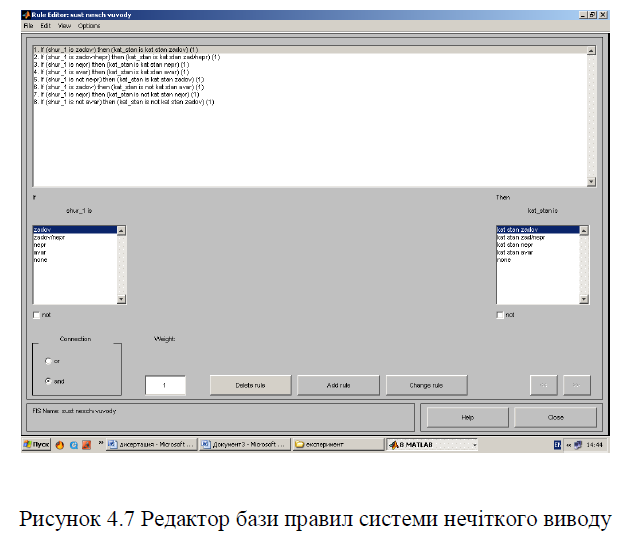 Rule Editor: sust nesch vuvody
File Edit View Options
1. If (shur_1 is zadov) then (kat_stan is kat stan zadov) (1)
2. If (shur_1 is zadov/nepr) then (kat_stan is kat stan zad/nepr) (1)
3. If (shur_1 is nepr) then (kat_stan is kat stan nepr) (1)
4. If (shur_1 is avar) then (kat_stan is kat stan avar) (1)
5. If (shur_1 is not nepr) then (kat_stan is kat stan zadov) (1)
6. If (shur_1 is zadov) then (kat_stan is not kat stan avar) (1)
7. If (shur_1 is nepr) then (kat_stan is not kat stan nepr) (1)
8. If (shur_1 is not avar) then (kat_stan is not kat stan zadov) (1)
If Then
shur_1 is kat_stan is
zadov
zadov/nepr
nepr
avar
none
kat stan zadov
kat stan zad/nepr
kat stan nepr
kat stan avar
none
not not
Connection Weight:
or
and
1 Delete rule Add rule Change rule << >>
FIS Name: sust nesch vuvody
Help Close
Пуск » дисертация - Microsoft ... Документ3 - Microsoft ... експеримент 8 MATLAB « 14:44
Рисунок 4.7 Редактор бази правил системи нечіткого виводу